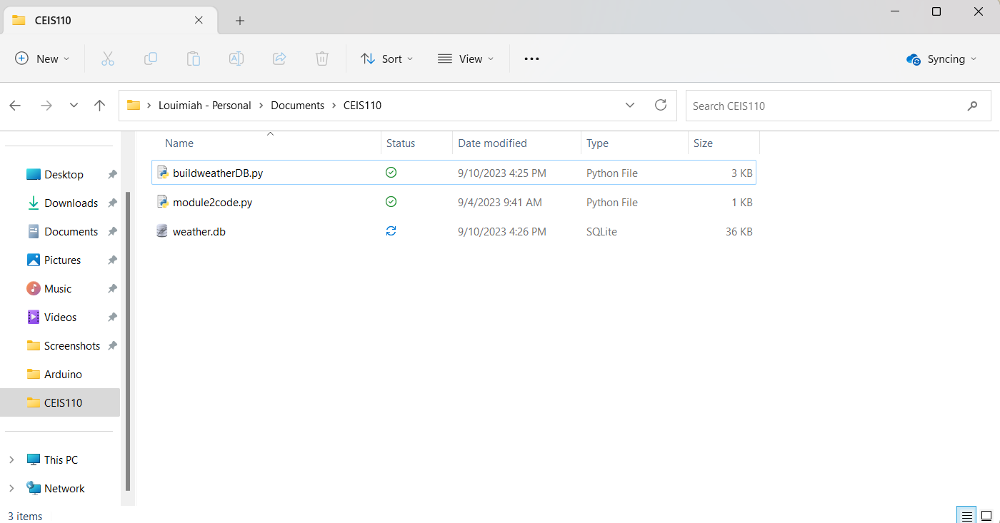 CEIS110
New Sort View ... Syncing
Louimiah - Personal > Documents > CEIS110 Search CEIS110
Name Status Date modified Type Size
Desktop
Downloads
Documents
Pictures
Music
Videos
Screenshots
Arduino
CEIS110
This PC
Network
buildweatherDB.py 9/10/2023 4:25 PM Python File 3 KB
module2code.py 9/4/2023 9:41 AM Python File 1 KB
weather.db 9/10/2023 4:26 PM SQLite 36 KB
3 items